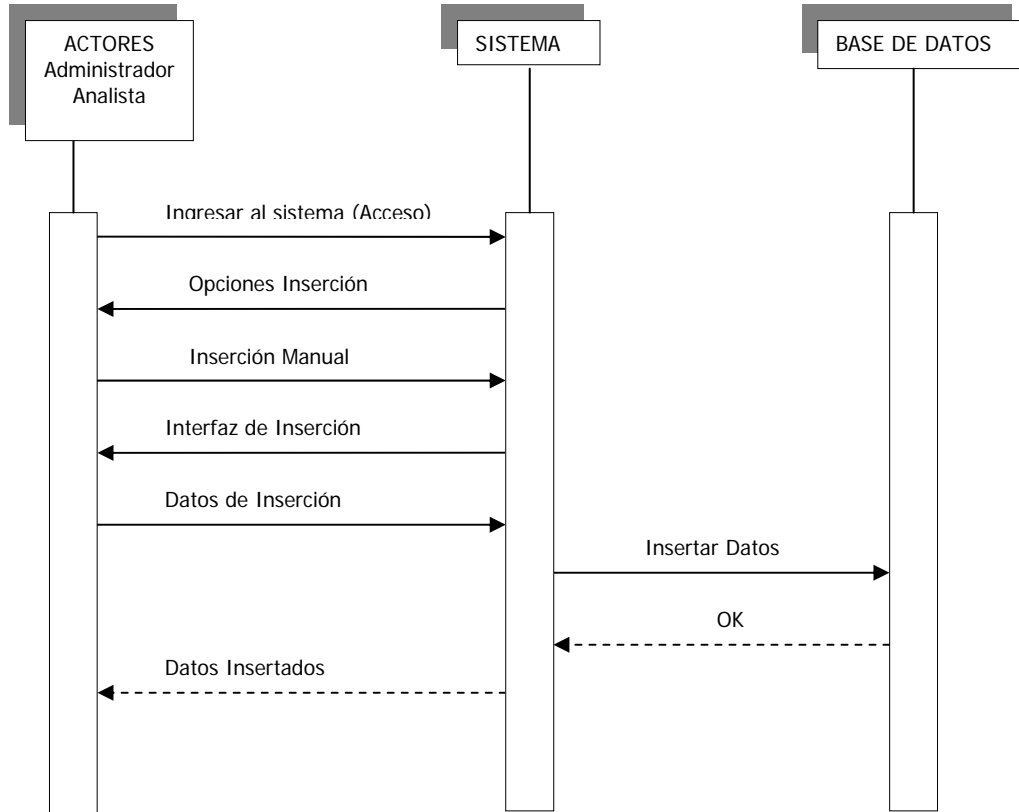 ACTORES
Administrador
Analista
SISTEMA
BASE DE DATOS
Ingresar al sistema (Acceso)
Opciones Inserción
Inserción Manual
Interfaz de Inserción
Datos de Inserción
Insertar Datos
OK
Datos Insertados